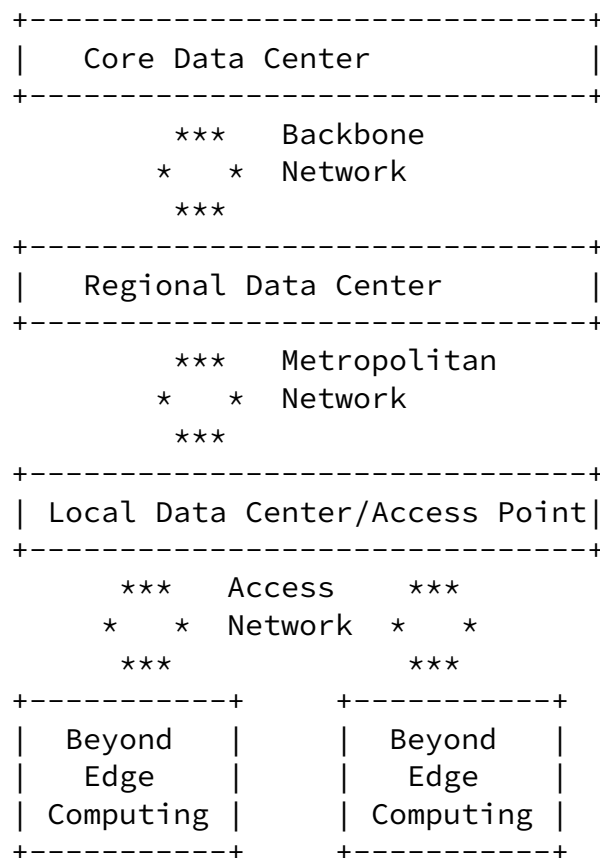 +-------------------------------+
|   Core Data Center            |
+-------------------------------+
         ***   Backbone
        *   *  Network
         ***
+-------------------------------+
|   Regional Data Center        |
+-------------------------------+
         ***   Metropolitan
        *   *  Network
         ***
+-------------------------------+
| Local Data Center/Access Point|
+-------------------------------+
      ***   Access    ***
     *   *  Network  *   *
      ***             ***
+-----------+     +-----------+
|  Beyond   |     |  Beyond   |
|   Edge    |     |   Edge    |
| Computing |     | Computing |
+-----------+     +-----------+